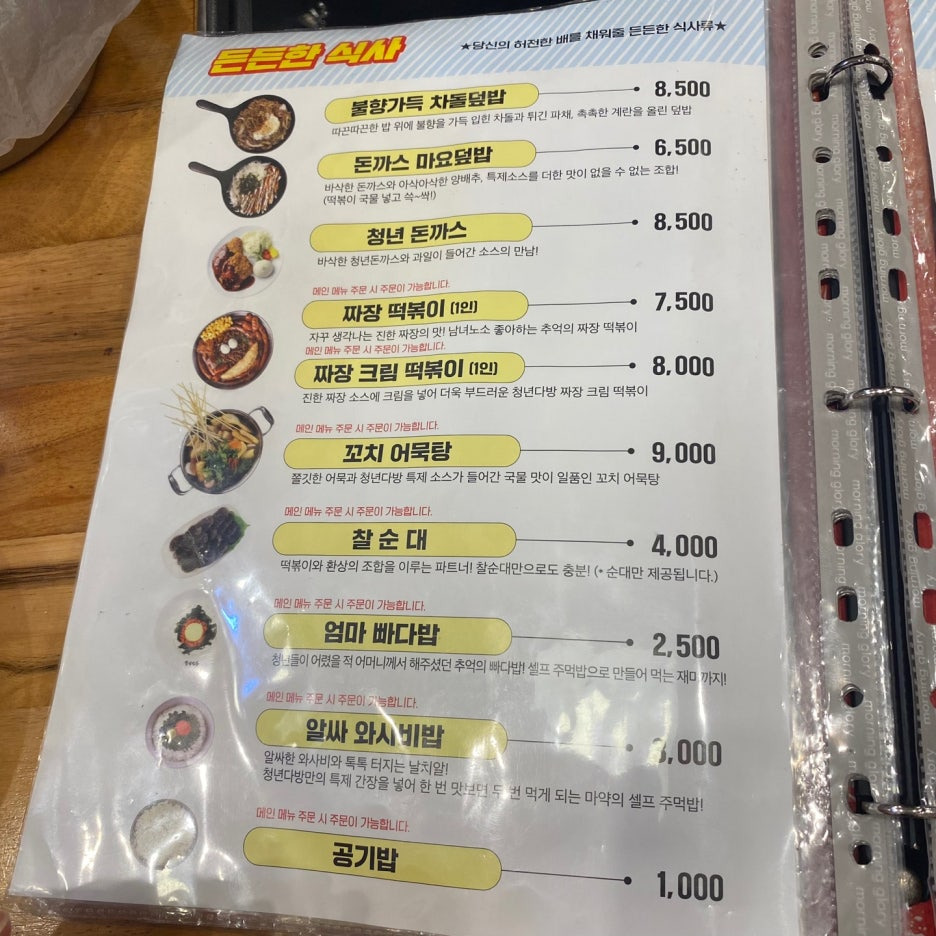 든든한 식사
★당신의 허전한 배를 채워줄 든든한 식사류★
불향가득 차돌덮밥 8,500
따끈따끈한 밥 위에 불향을 가득 입힌 차돌과 튀긴 파채, 촉촉한 계란을 올린 덮밥
돈까스 마요덮밥 6,500
바삭한 돈까스와 아삭아삭한 양배추, 특제소스를 더한 맛이 없을 수 없는 조합!
(떡볶이 국물 넣고 쓱~싹!)
청년 돈까스 8,500
바삭한 청년돈까스와 과일이 들어간 소스의 만남!
메인 메뉴 주문 시 주문이 가능합니다.
짜장 떡볶이 (1인) 7,500
자꾸 생각나는 진한 짜장의 맛! 남녀노소 좋아하는 추억의 짜장 떡볶이
메인 메뉴 주문 시 주문이 가능합니다.
짜장 크림 떡볶이 (1인) 8,000
진한 짜장 소스에 크림을 넣어 더욱 부드러운 청년다방 짜장 크림 떡볶이
메인 메뉴 주문 시 주문이 가능합니다.
꼬치 어묵탕 9,000
쫄깃한 어묵과 청년다방 특제 소스가 들어간 국물 맛이 일품인 꼬치 어묵탕
메인 메뉴 주문 시 주문이 가능합니다.
찰 순 대 4,000
떡볶이와 환상의 조합을 이루는 파트너! 찰순대만으로도 충분! (* 순대만 제공됩니다.)
메인 메뉴 주문 시 주문이 가능합니다.
엄마 빠다밥 2,500
청년들이 어렸을 적 어머니께서 해주셨던 추억의 빠다밥! 셀프 주먹밥으로 만들어 먹는 재미까지!
메인 메뉴 주문 시 주문이 가능합니다.
알싸 와사비밥 3,000
알싸한 와사비와 톡톡 터지는 날치알!
청년다방만의 특제 간장을 넣어 한 번 맛보면 두 번 먹게 되는 마약의 셀프 주먹밥!
메인 메뉴 주문 시 주문이 가능합니다.
공기밥 1,000
morning glory